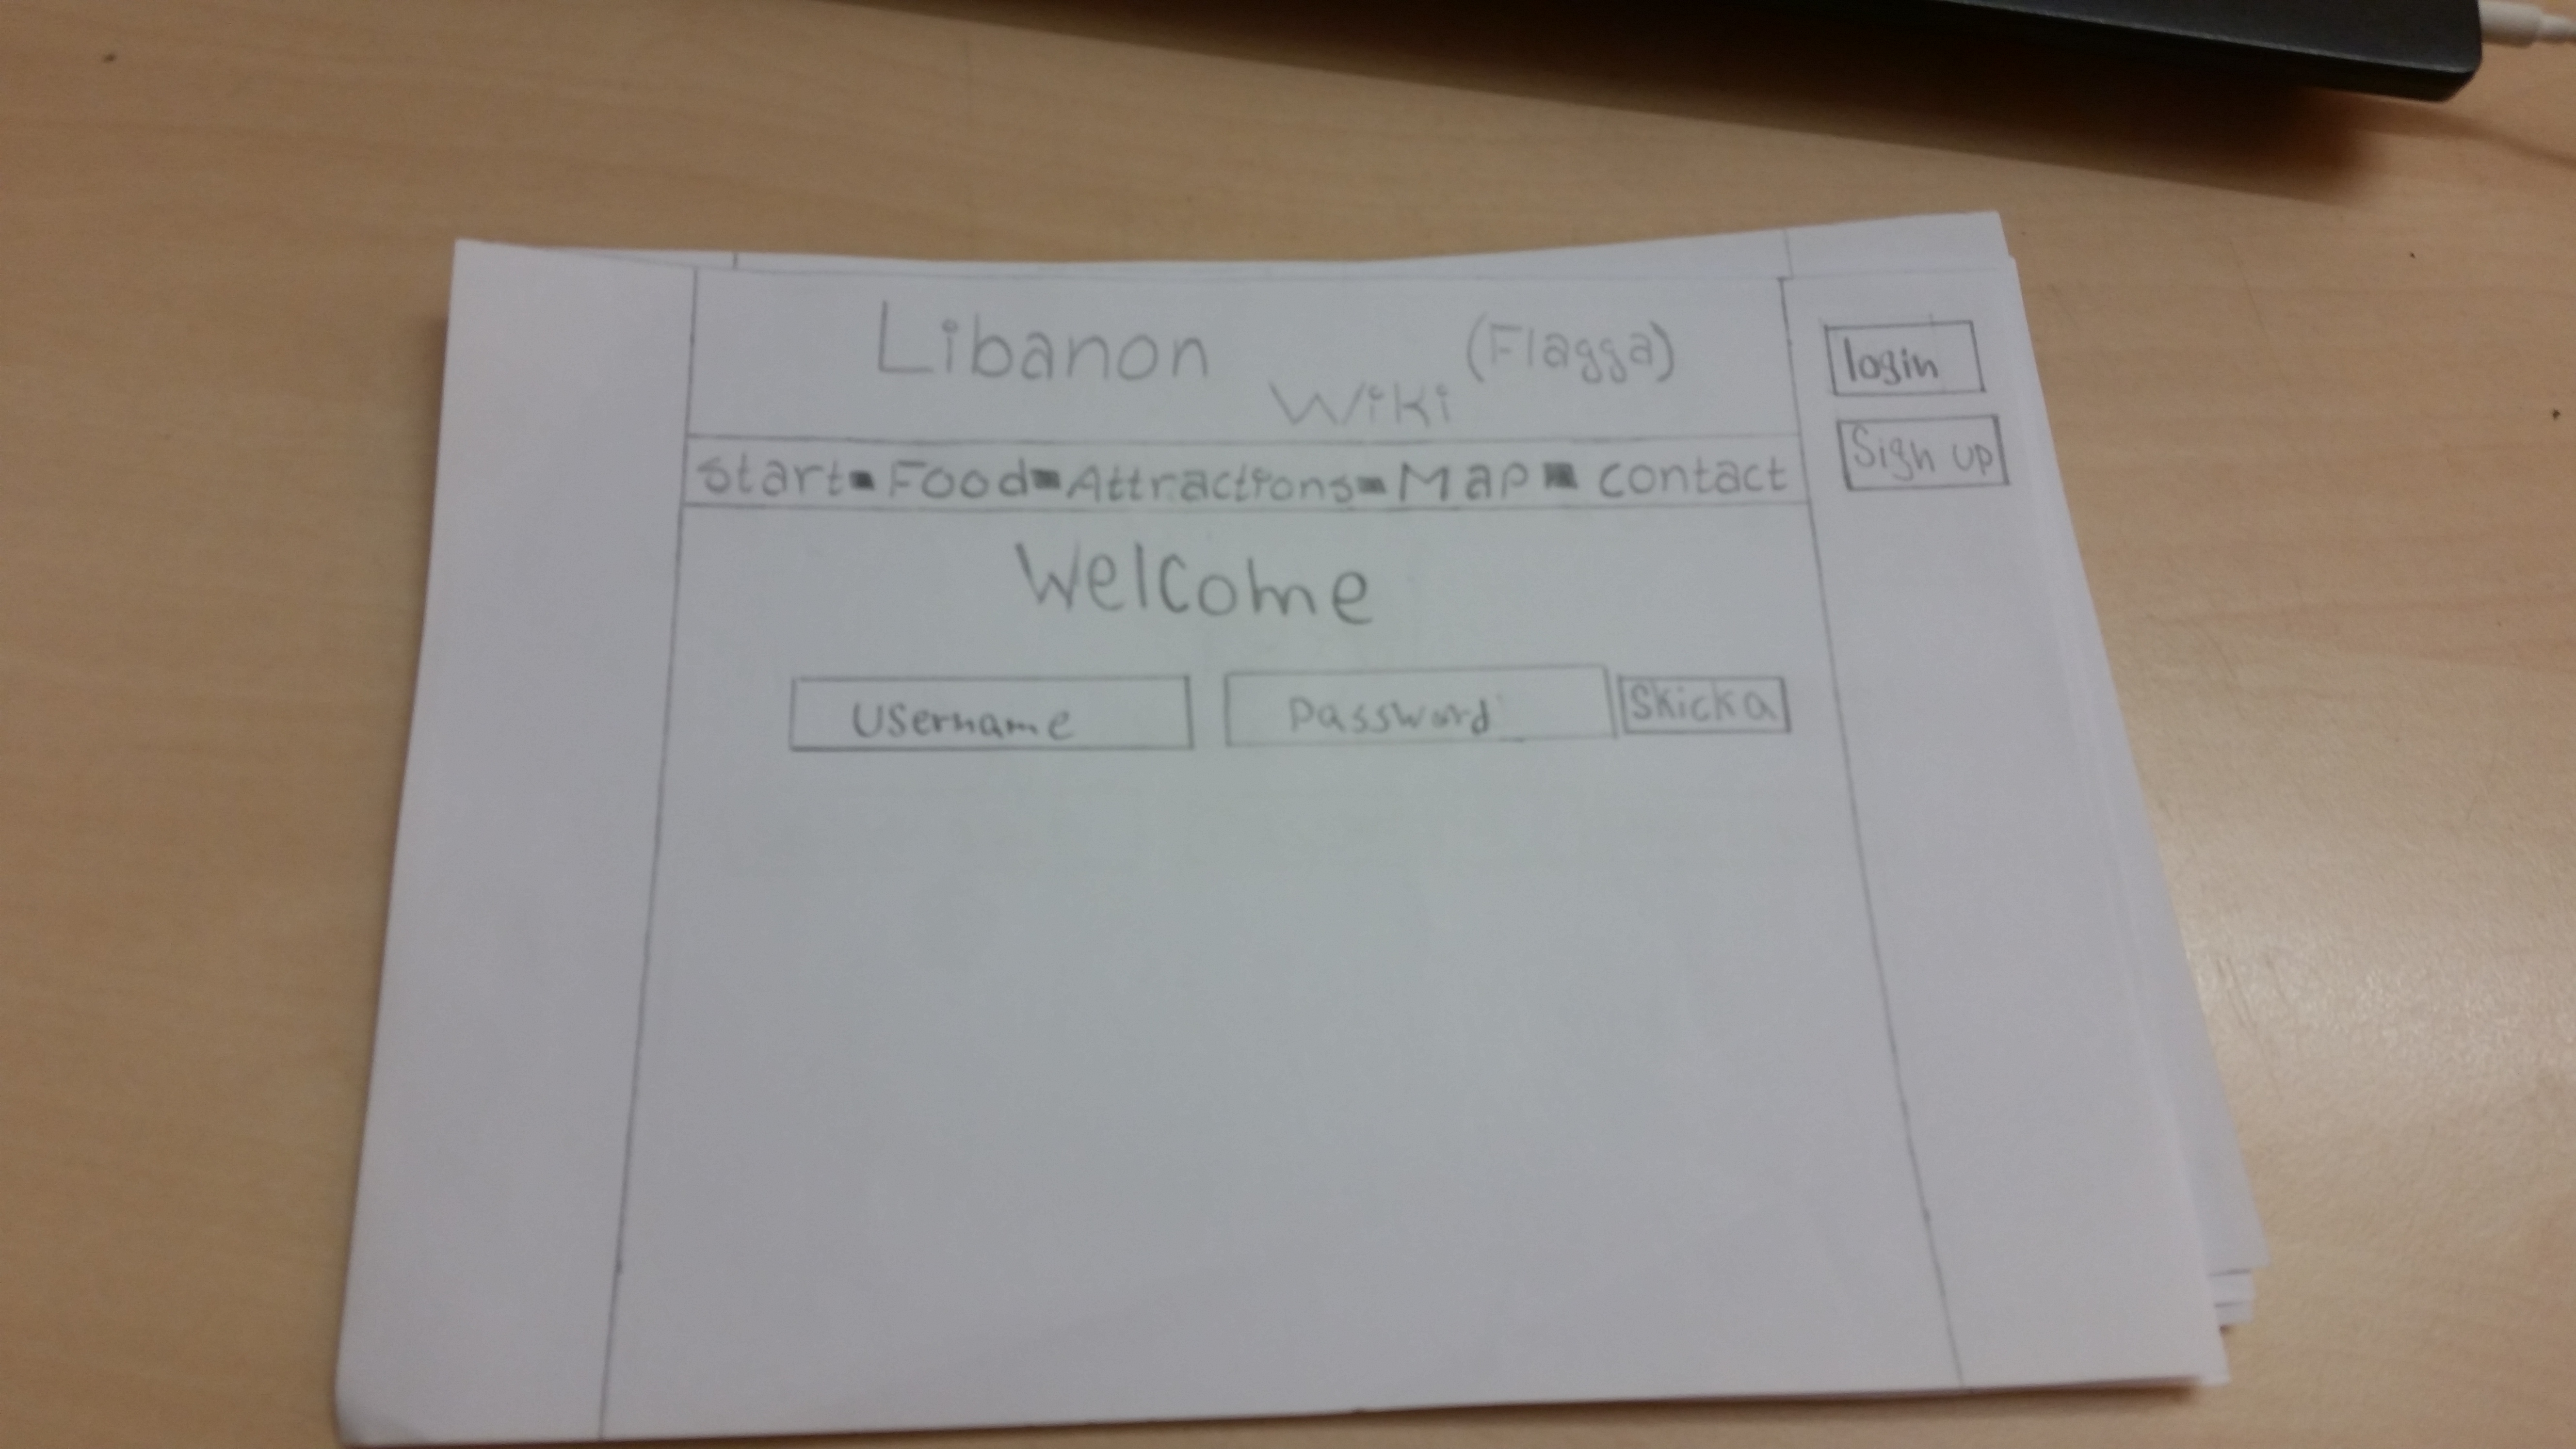 Libanon (Flagga)
Wiki
login
Sign up
Start-Food-Attractions-Map-contact
Welcome
Username password Skicka